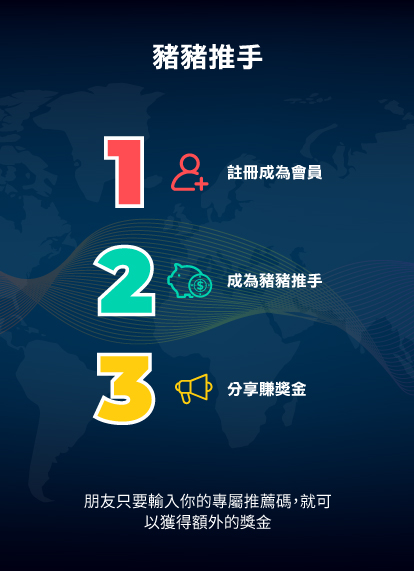 豬豬推手
1
註冊成為會員
2
$
成為豬豬推手
3
分享賺獎金
朋友只要輸入你的專屬推薦碼，就可
以獲得額外的獎金